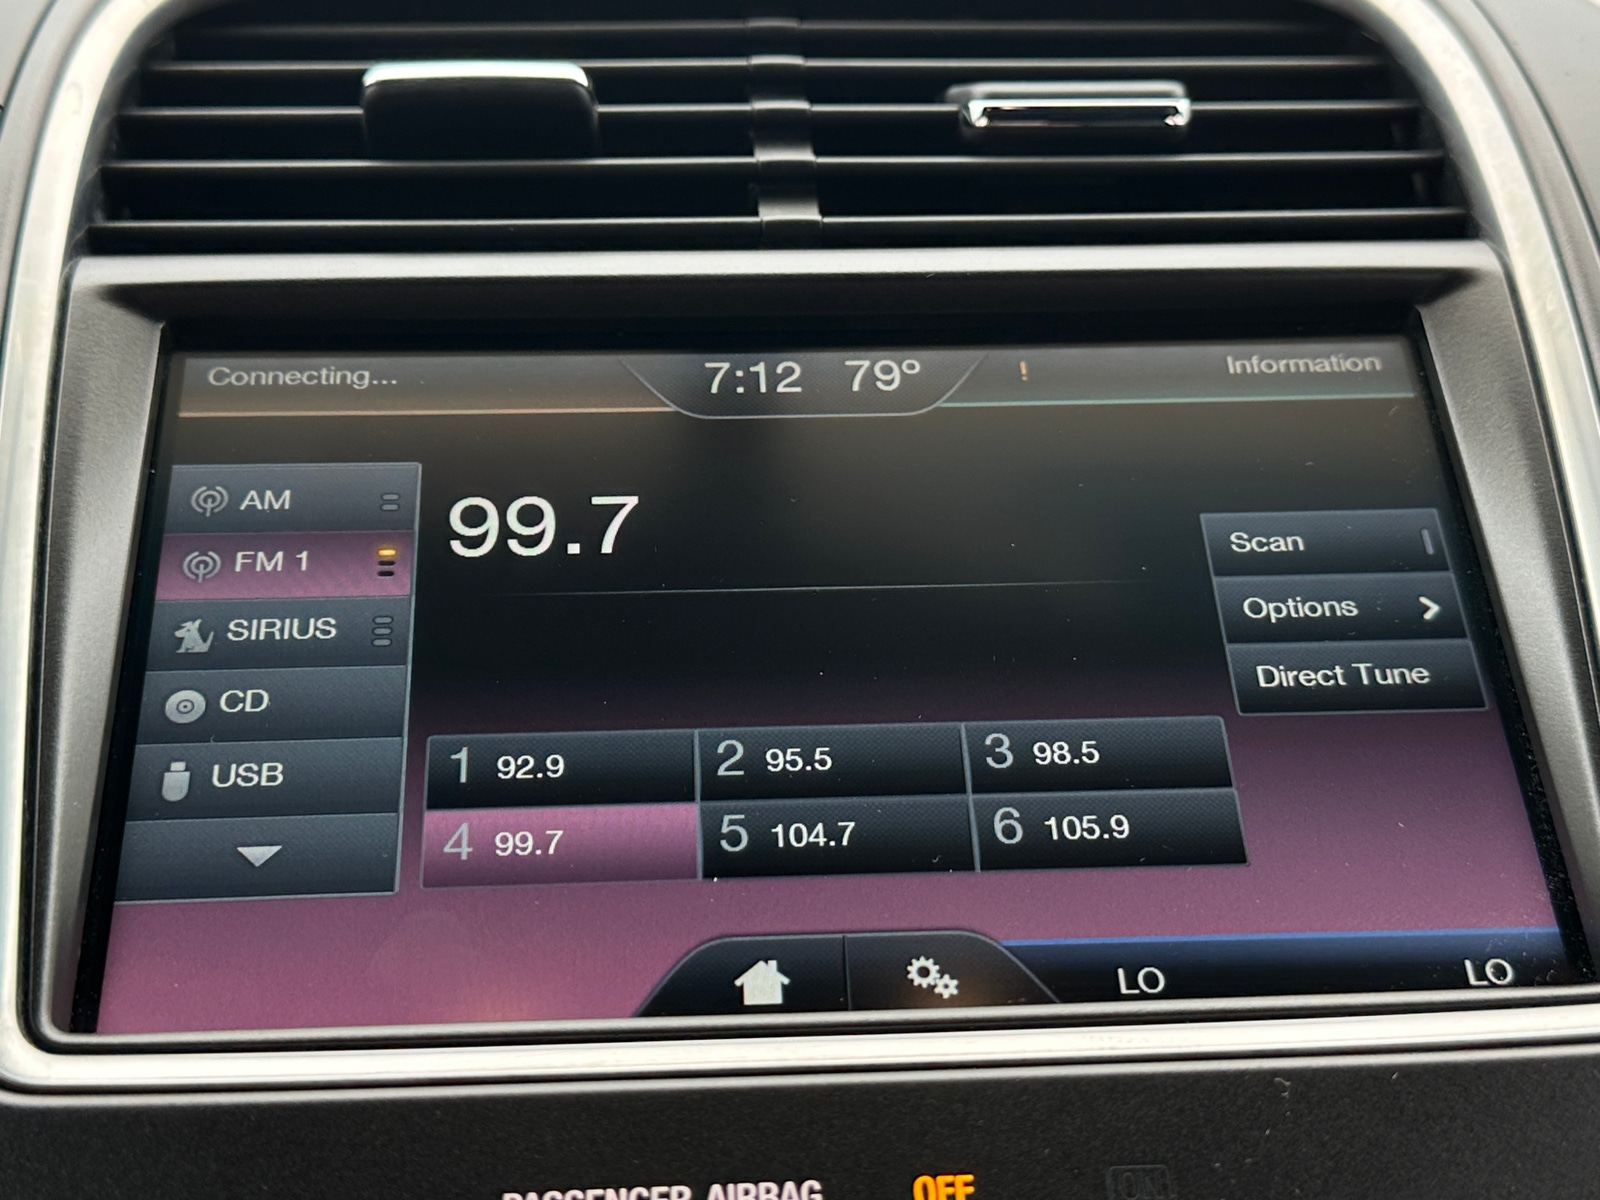 Connecting... 7:12 79° ! Information
AM
FM 1
SIRIUS
CD
USB
99.7
Scan
Options
Direct Tune
1 92.9
2 95.5
3 98.5
4 99.7
5 104.7
6 105.9
LO LO
PASSENGER AIRBAG OFF ON